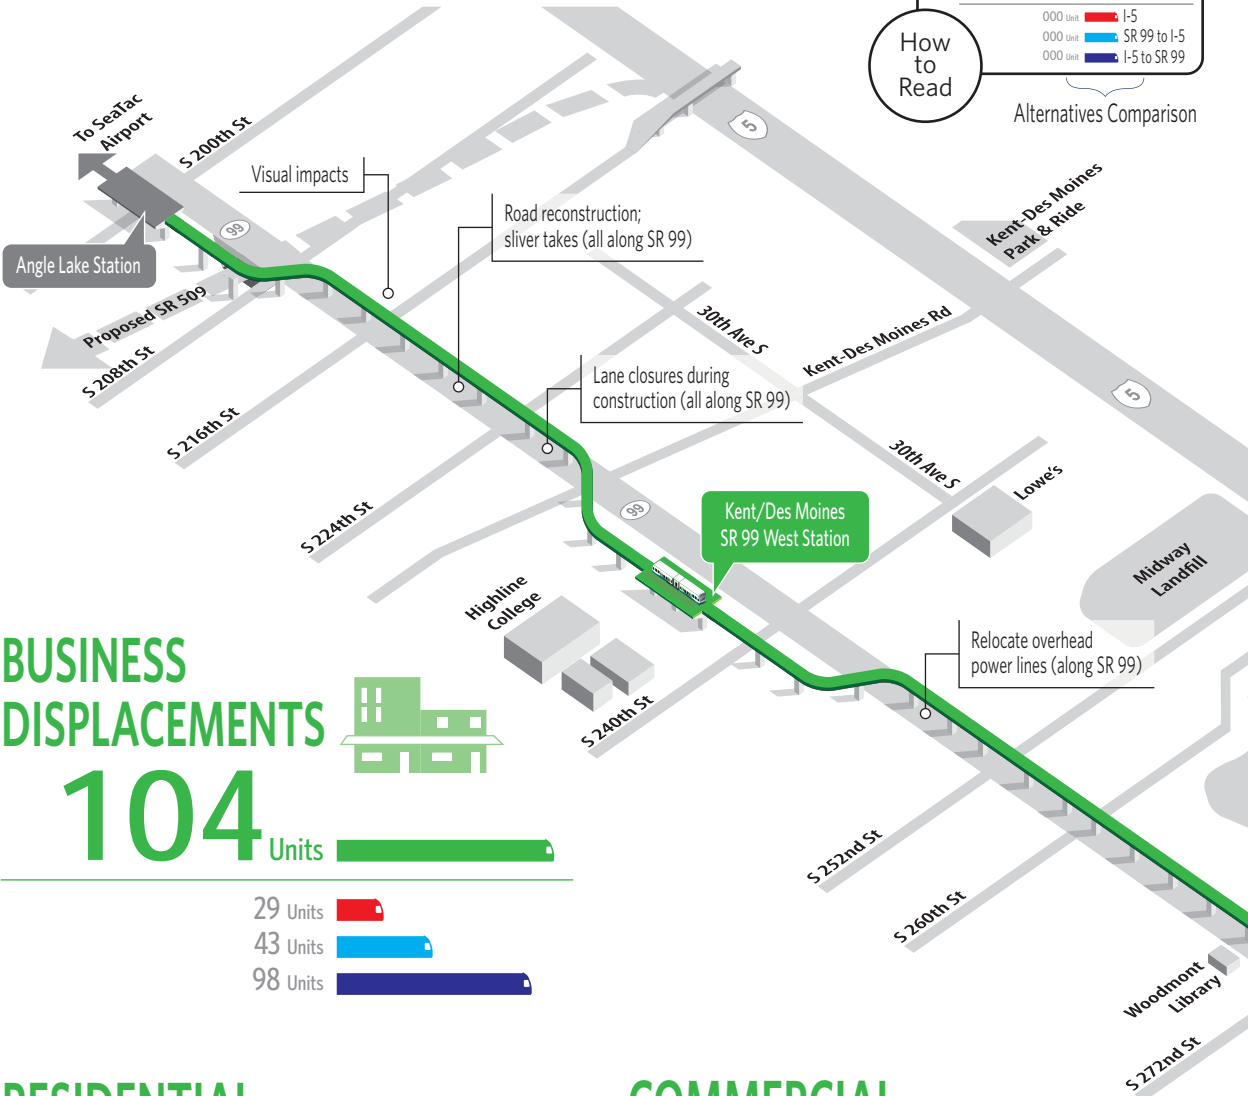 000 Unit I-5
000 Unit SR 99 to I-5
000 Unit I-5 to SR 99
How
to
Read
Alternatives Comparison
To SeaTac
Airport
S 200th St
5
Visual impacts
Kent-Des Moines
Park & Ride
Road reconstruction;
sliver takes (all along SR 99)
99
Angle Lake Station
Proposed SR 509
S 208th St
30th Ave S
Kent-Des Moines Rd
Lane closures during
construction (all along SR 99)
5
S 216th St
30th Ave S
Lowe's
99
Kent/Des Moines
SR 99 West Station
S 224th St
Midway
Landfill
Highline
College
Relocate overhead
power lines (along SR 99)
S 240th St
BUSINESS
DISPLACEMENTS
104 Units
29 Units
43 Units
98 Units
S 252nd St
S 260th St
Woodmont
Library
S 272nd St
RESIDENTIAL
COMMERCIAL